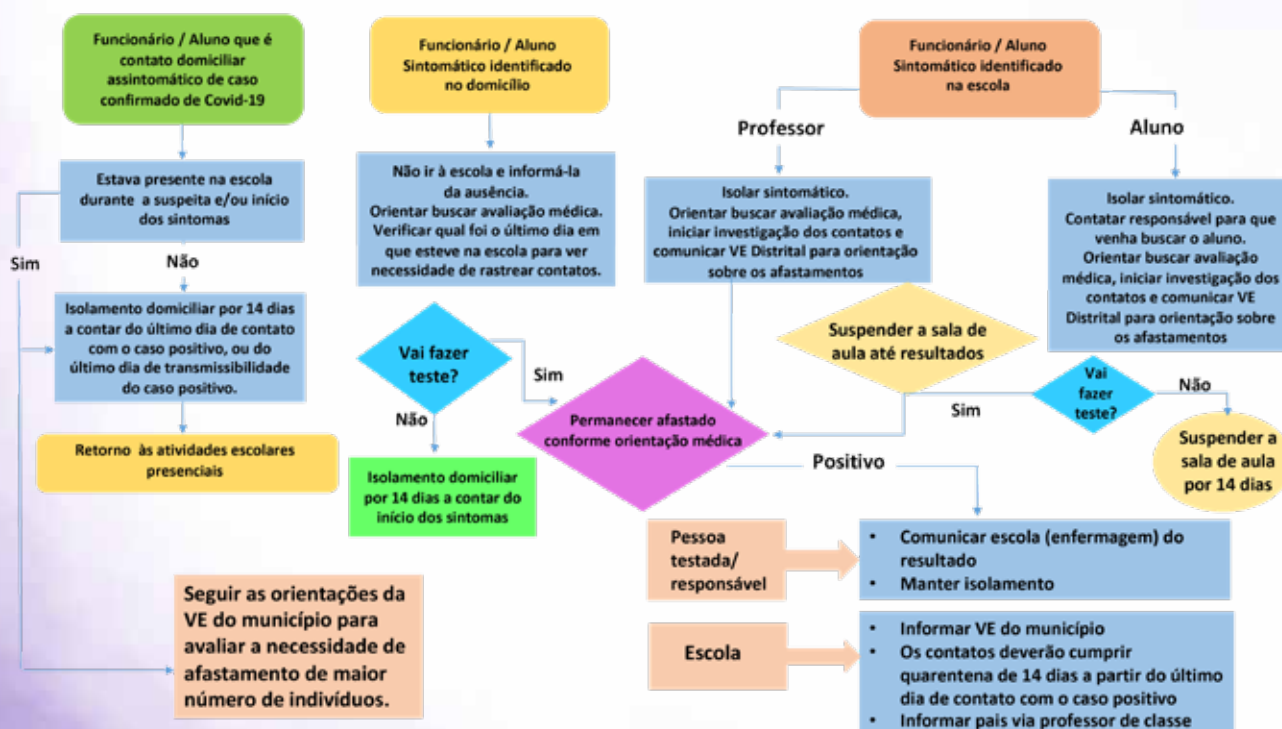 Funcionário / Aluno que é
contato domiciliar
assintomático de caso
confirmado de Covid-19
Estava presente na escola
durante a suspeita e/ou início
dos sintomas
Sim
Não
Isolamento domiciliar por 14 dias
a contar do último dia de contato
com o caso positivo, ou do
último dia de transmissibilidade
do caso positivo.
Retorno às atividades escolares
presenciais
Seguir as orientações da
VE do município para
avaliar a necessidade de
afastamento de maior
número de indivíduos.
Funcionário / Aluno
Sintomático identificado
no domicílio
Não ir à escola e informá-la
da ausência.
Orientar buscar avaliação médica.
Verificar qual foi o último dia em
que esteve na escola para ver
necessidade de rastrear contatos.
Vai fazer
teste?
Sim
Não
Isolamento domiciliar
por 14 dias a contar do
início dos sintomas
Permanecer afastado
conforme orientação médica
Funcionário / Aluno
Sintomático identificado
na escola
Professor
Aluno
Isolar sintomático.
Orientar buscar avaliação médica,
iniciar investigação dos contatos e
comunicar VE Distrital para orientação
sobre os afastamentos
Isolar sintomático.
Contatar responsável para que
venha buscar o aluno.
Orientar buscar avaliação
médica, iniciar investigação dos
contatos e comunicar VE
Distrital para orientação sobre
os afastamentos
Suspender a sala de
aula até resultados
Vai
fazer
teste?
Sim
Não
Suspender a
sala de aula
por 14 dias
Positivo
Pessoa
testada/
responsável
• Comunicar escola (enfermagem) do
resultado
• Manter isolamento
Escola
• Informar VE do município
• Os contatos deverão cumprir
quarentena de 14 dias a partir do último
dia de contato com o caso positivo
• Informar pais via professor de classe